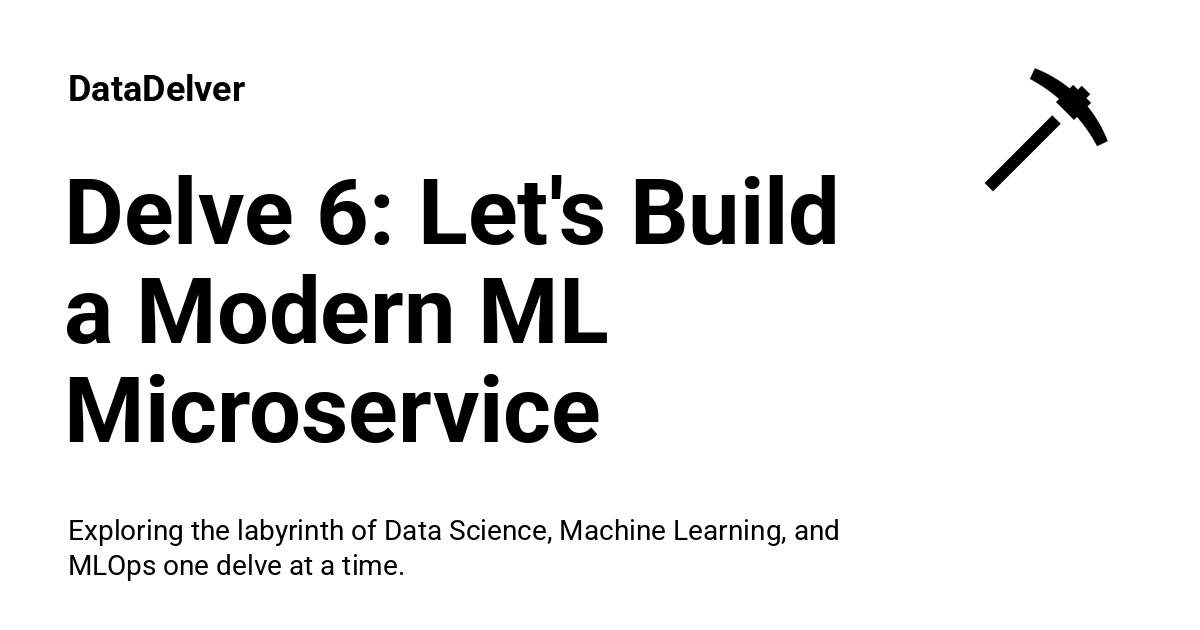 DataDelver
Delve 6: Let's Build
a Modern ML
Microservice
Exploring the labyrinth of Data Science, Machine Learning, and
MLOps one delve at a time.